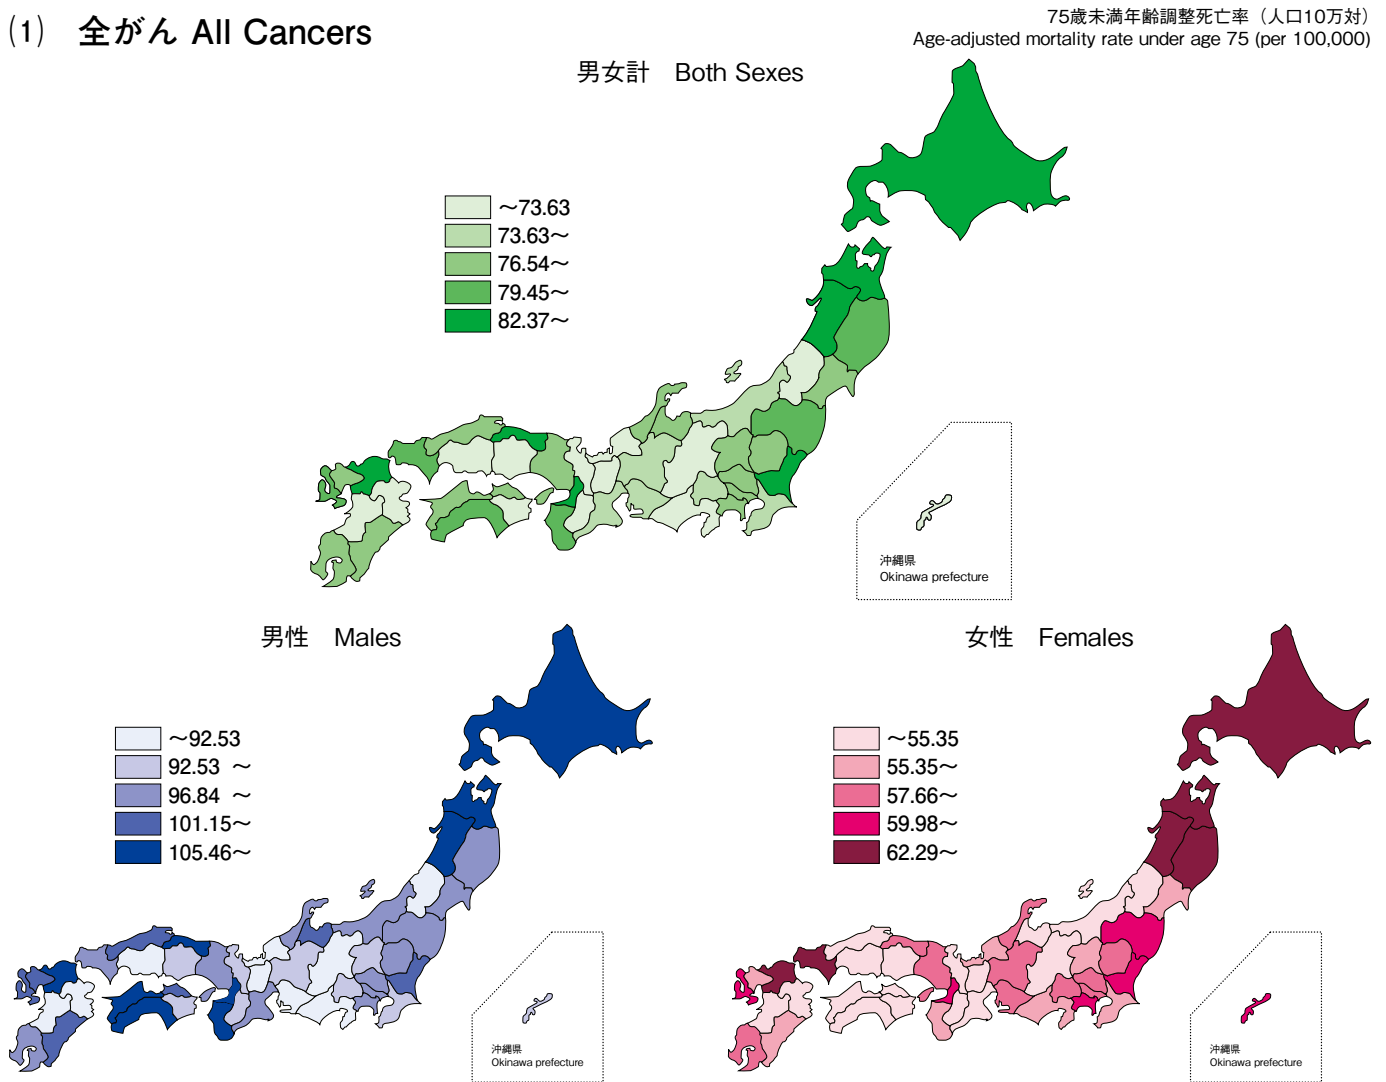 (1) 全がん All Cancers
75歳未満年齢調整死亡率（人口10万対）
Age-adjusted mortality rate under age 75 (per 100,000)
男女計 Both Sexes
～73.63
73.63～
76.54～
79.45～
82.37～
沖縄県
Okinawa prefecture
男性 Males
～92.53
92.53 ～
96.84 ～
101.15～
105.46～
沖縄県
Okinawa prefecture
女性 Females
～55.35
55.35～
57.66～
59.98～
62.29～
沖縄県
Okinawa prefecture